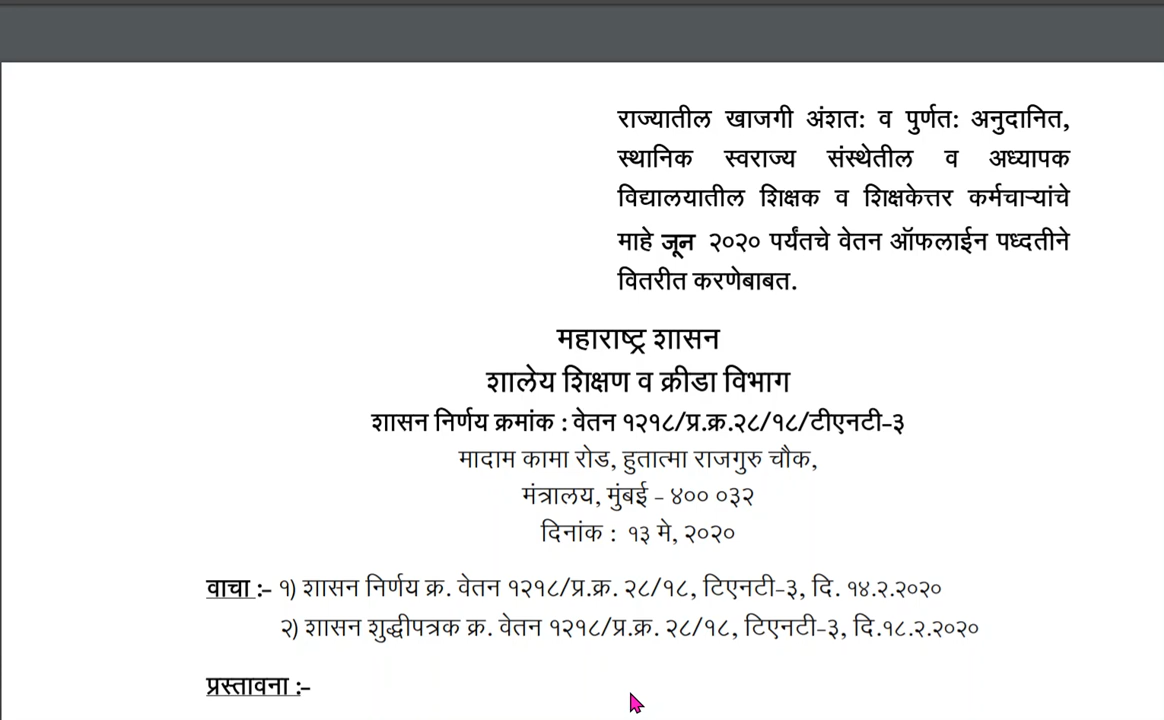 राज्यातील खाजगी अंशत: व पुर्णत: अनुदानित,
स्थानिक स्वराज्य संस्थेतील व अध्यापक
विद्यालयातील शिक्षक व शिक्षकेत्तर कर्मचाऱ्यांचे
माहे जून २०२० पर्यंतचे वेतन ऑफलाईन पध्दतीने
वितरीत करणेबाबत.
महाराष्ट्र शासन
शालेय शिक्षण व क्रीडा विभाग
शासन निर्णय क्रमांक : वेतन १२१८/प्र.क्र.२८/१८/टीएनटी-३
मादाम कामा रोड, हुतात्मा राजगुरु चौक,
मंत्रालय, मुंबई - ४०० ०३२
दिनांक : १३ मे, २०२०
वाचा :- १) शासन निर्णय क्र. वेतन १२१८/प्र.क्र. २८/१८, टिएनटी-३, दि. १४.२.२०२०
२) शासन शुद्धीपत्रक क्र. वेतन १२१८/प्र.क्र. २८/१८, टिएनटी-३, दि.१८.२.२०२०
प्रस्तावना :-